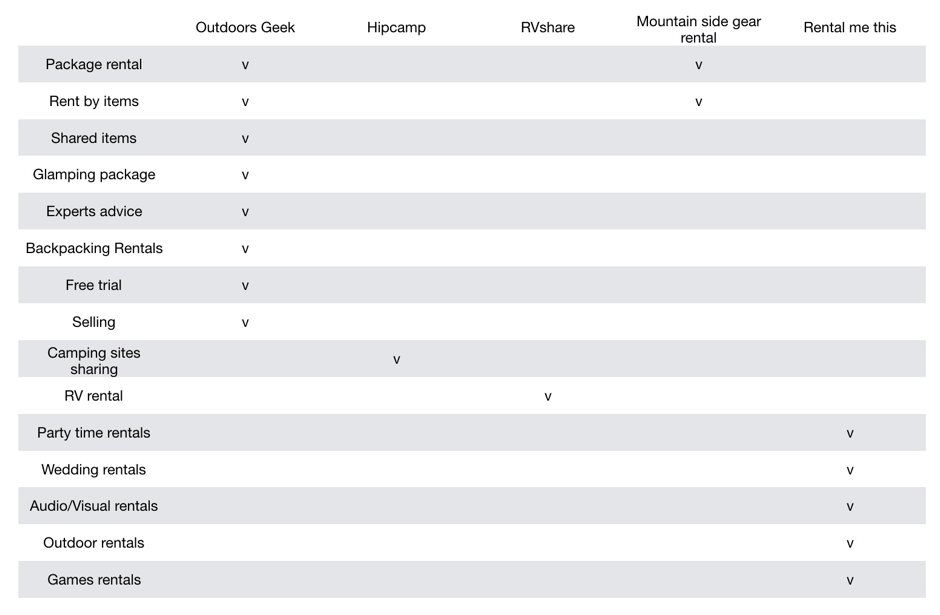 Outdoors Geek Hipcamp RVshare Mountain side gear rental Rental me this
Package rental v v
Rent by items v v
Shared items v
Glamping package v
Experts advice v
Backpacking Rentals v
Free trial v
Selling v
Camping sites sharing v
RV rental v
Party time rentals v
Wedding rentals v
Audio/Visual rentals v
Outdoor rentals v
Games rentals v